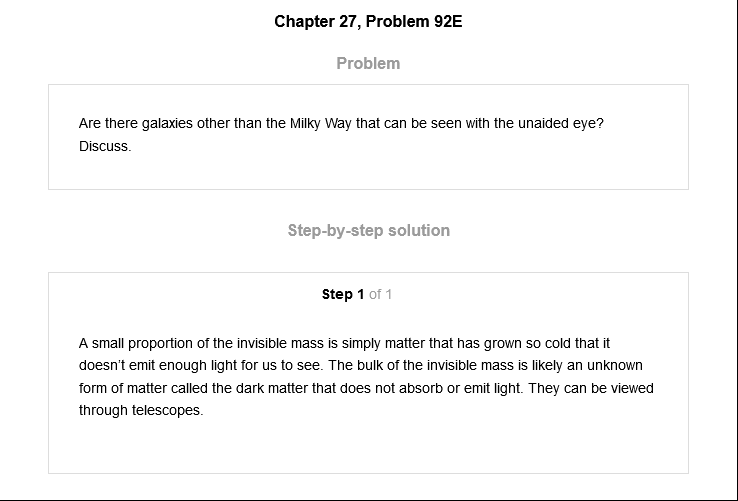 Chapter 27, Problem 92E
Problem
Are there galaxies other than the Milky Way that can be seen with the unaided eye?
Discuss.
Step-by-step solution
Step 1 of 1
A small proportion of the invisible mass is simply matter that has grown so cold that it
doesn't emit enough light for us to see. The bulk of the invisible mass is likely an unknown
form of matter called the dark matter that does not absorb or emit light. They can be viewed
through telescopes.